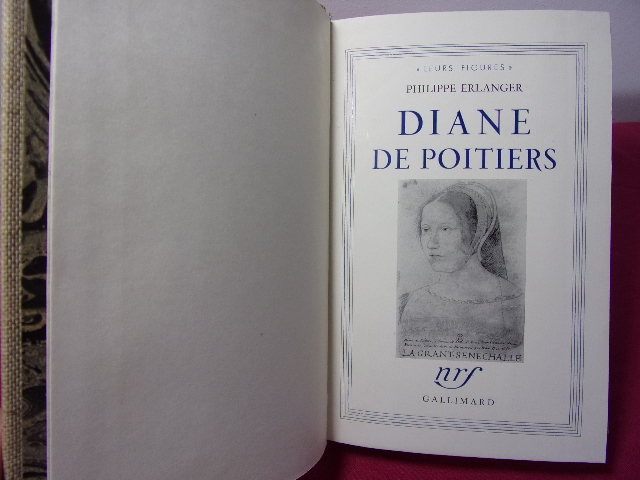 « LEURS FIGURES »
PHILIPPE ERLANGER
DIANE
DE POITIERS
LA GRANT SENECHALLE
nrf
GALLIMARD